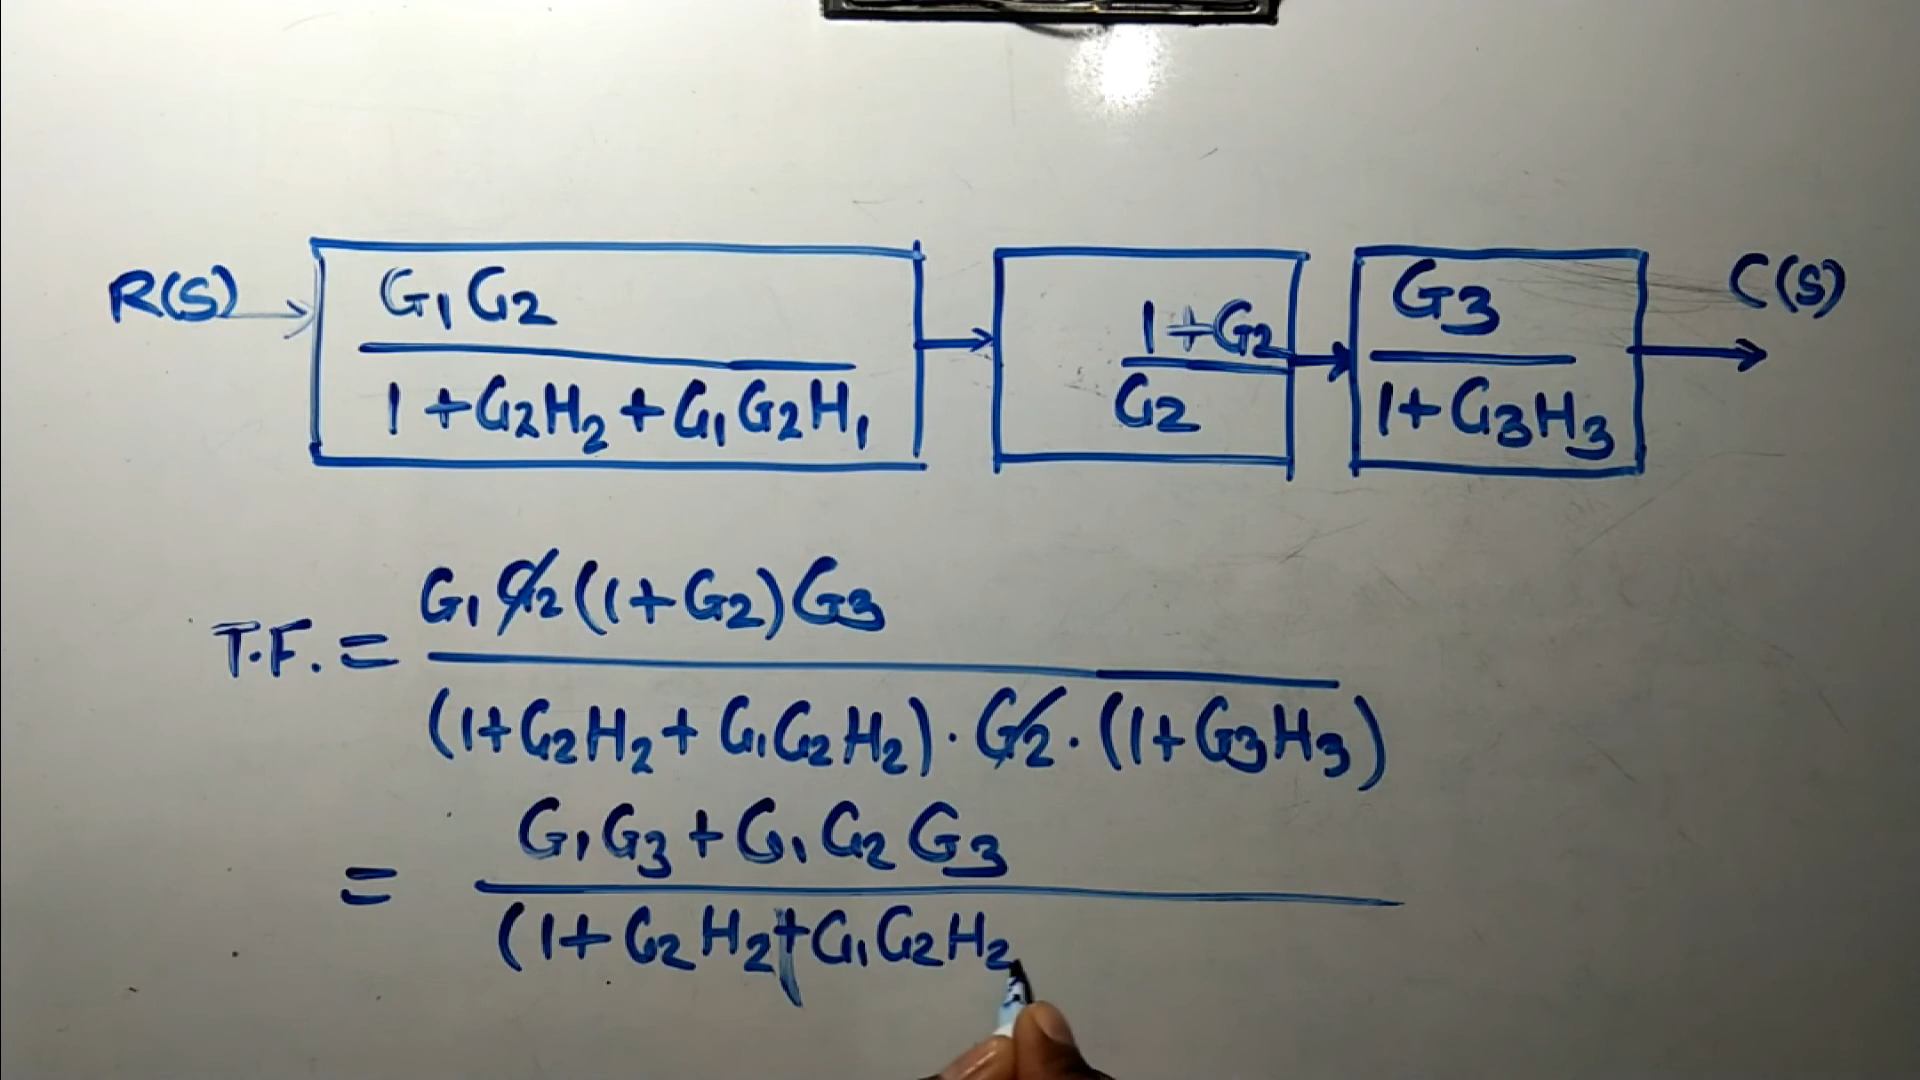 R(S) G1G2 1+G2 G3 C(S)
1+G2H2+G1G2H1 G2 1+G3H3
T.F. = G1G2(1+G2)G3
(1+G2H2+G1G2H2).G2.(1+G3H3)
= G1G3+G1G2G3
(1+G2H2+G1G2H2